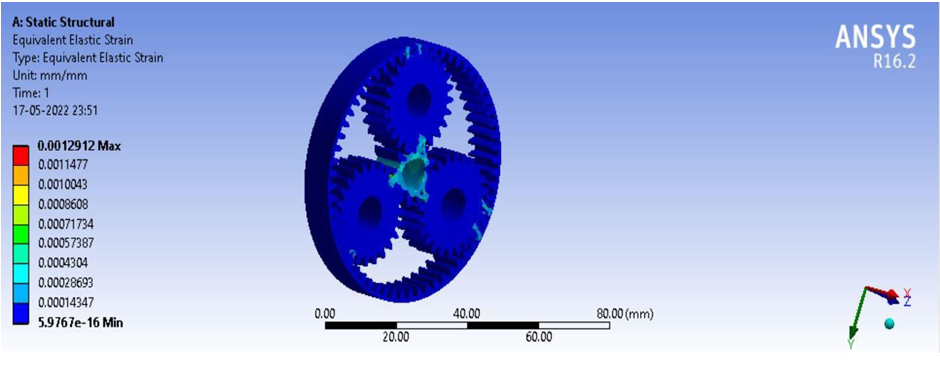 A: Static Structural
Equivalent Elastic Strain
Type: Equivalent Elastic Strain
Unit: mm/mm
Time: 1
17-05-2022 23:51
0.0012912 Max
0.0011477
0.0010043
0.0008608
0.00071734
0.00057387
0.0004304
0.00028693
0.00014347
5.9767e-16 Min
ANSYS
R16.2
0.00 40.00 80.00 (mm)
20.00 60.00
X
Z
Y